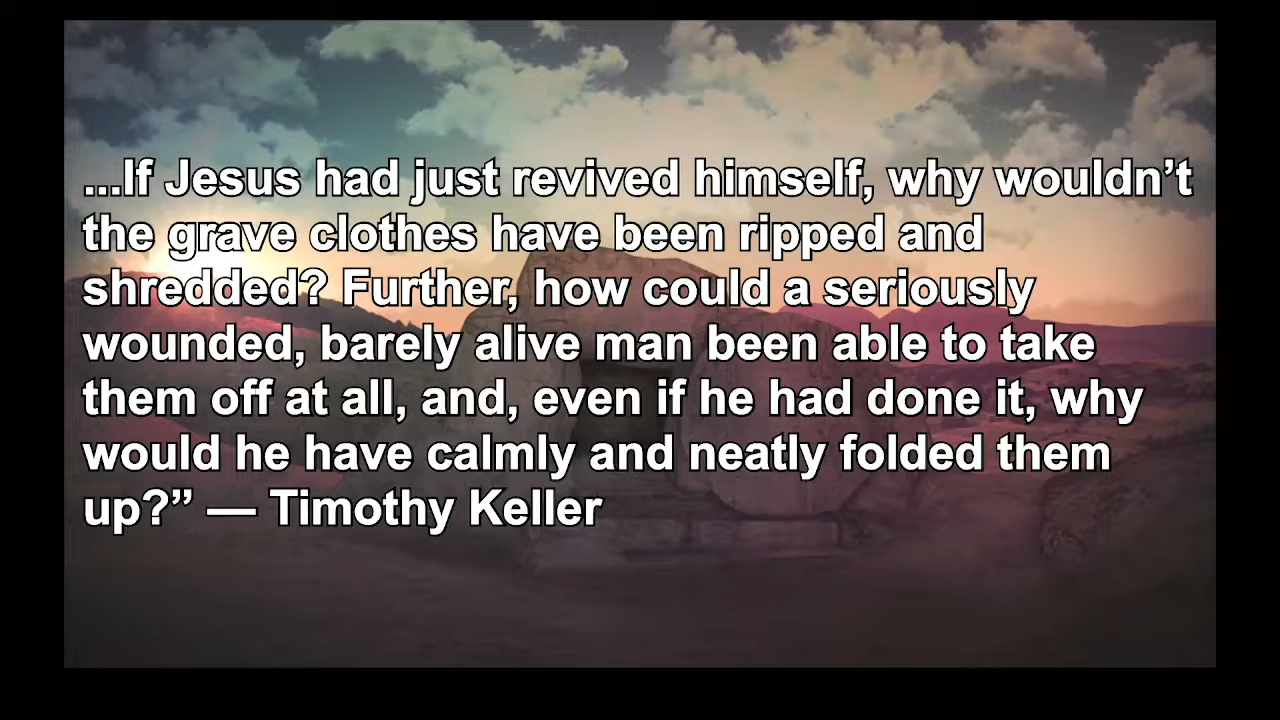 ...If Jesus had just revived himself, why wouldn’t
the grave clothes have been ripped and
shredded? Further, how could a seriously
wounded, barely alive man been able to take
them off at all, and, even if he had done it, why
would he have calmly and neatly folded them
up?” — Timothy Keller